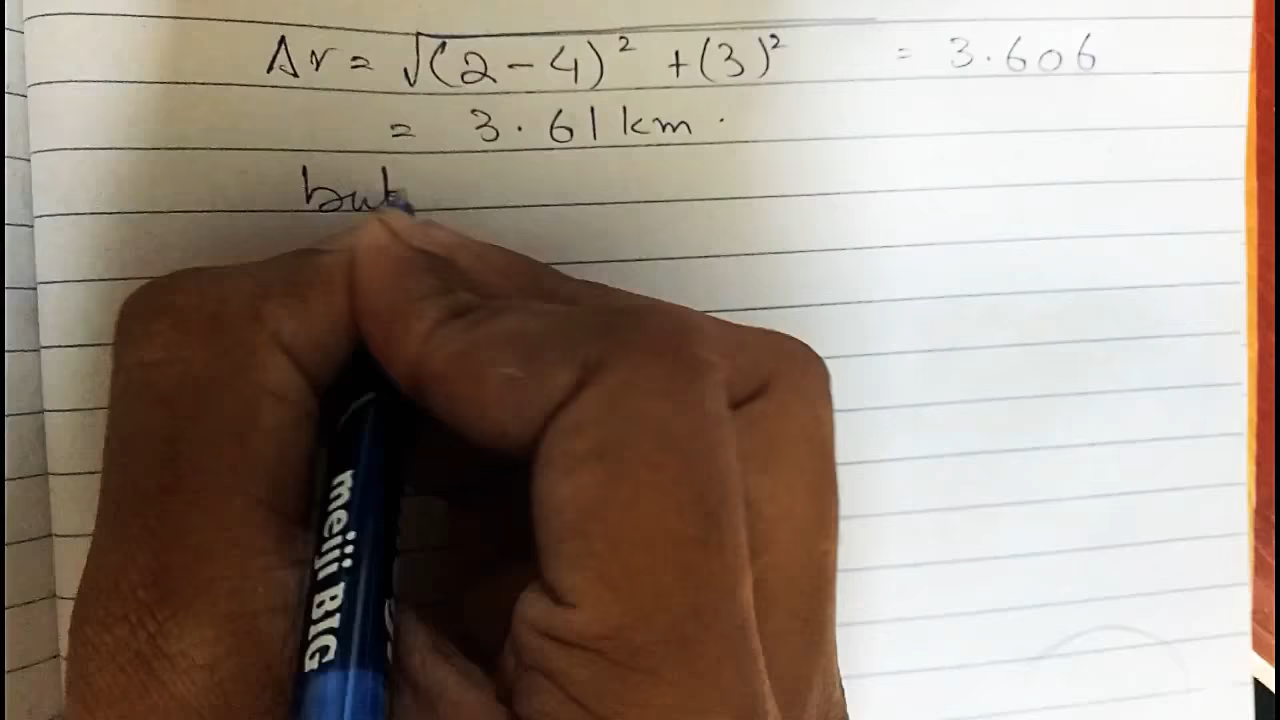 Δr = √(2-4)² + (3)² = 3.606
= 3.61 km.
but
meiji BIG